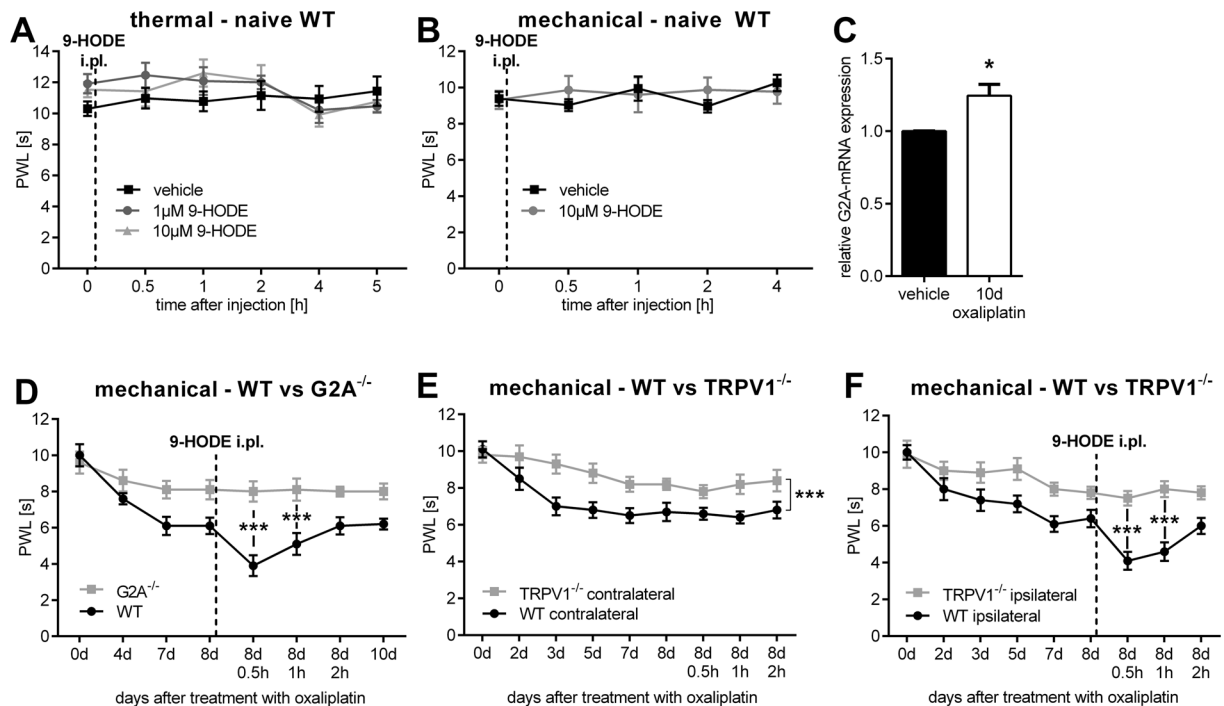 A
thermal - naive WT
9-HODE
i.pl.
14
12
10
8
6
4
2
0
PWL [s]
vehicle
1µM 9-HODE
10µM 9-HODE
0 0.5 1 2 4 5
time after injection [h]
B
mechanical - naive WT
9-HODE
i.pl.
12
10
8
6
4
2
0
PWL [s]
vehicle
10µM 9-HODE
0 0.5 1 2 4
time after injection [h]
C
relative G2A-mRNA expression
1.5
1.0
0.5
0.0
*
vehicle 10d
oxaliplatin
D
mechanical - WT vs G2A-/-
12
10
8
6
4
2
0
PWL [s]
9-HODE i.pl.
*** ***
G2A-/-
WT
0d 4d 7d 8d 8d 8d 8d 10d
0.5h 1h 2h
days after treatment with oxaliplatin
E
mechanical - WT vs TRPV1-/-
12
10
8
6
4
2
0
PWL [s]
***
TRPV1-/- contralateral
WT contralateral
0d 2d 3d 5d 7d 8d 8d 8d 8d
0.5h 1h 2h
days after treatment with oxaliplatin
F
mechanical - WT vs TRPV1-/-
12
10
8
6
4
2
0
PWL [s]
9-HODE i.pl.
*** ***
TRPV1-/- ipsilateral
WT ipsilateral
0d 2d 3d 5d 7d 8d 8d 8d 8d
0.5h 1h 2h
days after treatment with oxaliplatin